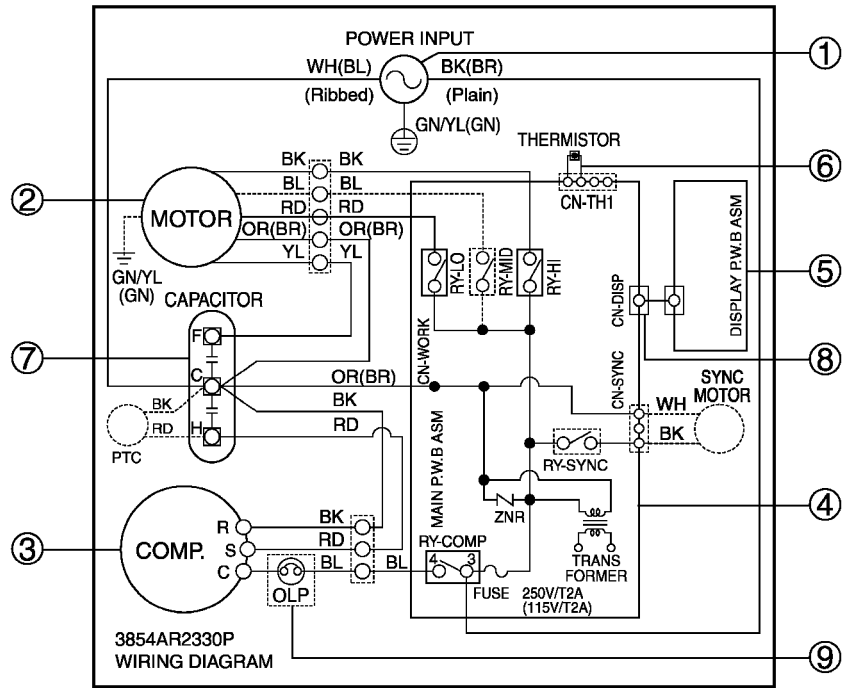 POWER INPUT
1
WH(BL)
BK(BR)
(Ribbed)
(Plain)
GN/YL(GN)
THERMISTOR
6
CN-TH1
2
MOTOR
BK
BK
BL
BL
RD
RD
OR(BR)
OR(BR)
YL
YL
GN/YL
(GN)
RY-LO
RY-MID
RY-HI
CN-DISP
DISPLAY P.W.B ASM
5
CAPACITOR
7
F
C
H
8
CN-WORK
CN-SYNC
SYNC
MOTOR
OR(BR)
BK
RD
BK
RD
PTC
WH
BK
RY-SYNC
MAIN P.W.B ASM
ZNR
4
TRANS
FORMER
3
COMP.
R
S
C
BK
RD
BL
BL
OLP
RY-COMP
4
3
FUSE
250V/T2A
(115V/T2A)
3854AR2330P
WIRING DIAGRAM
9